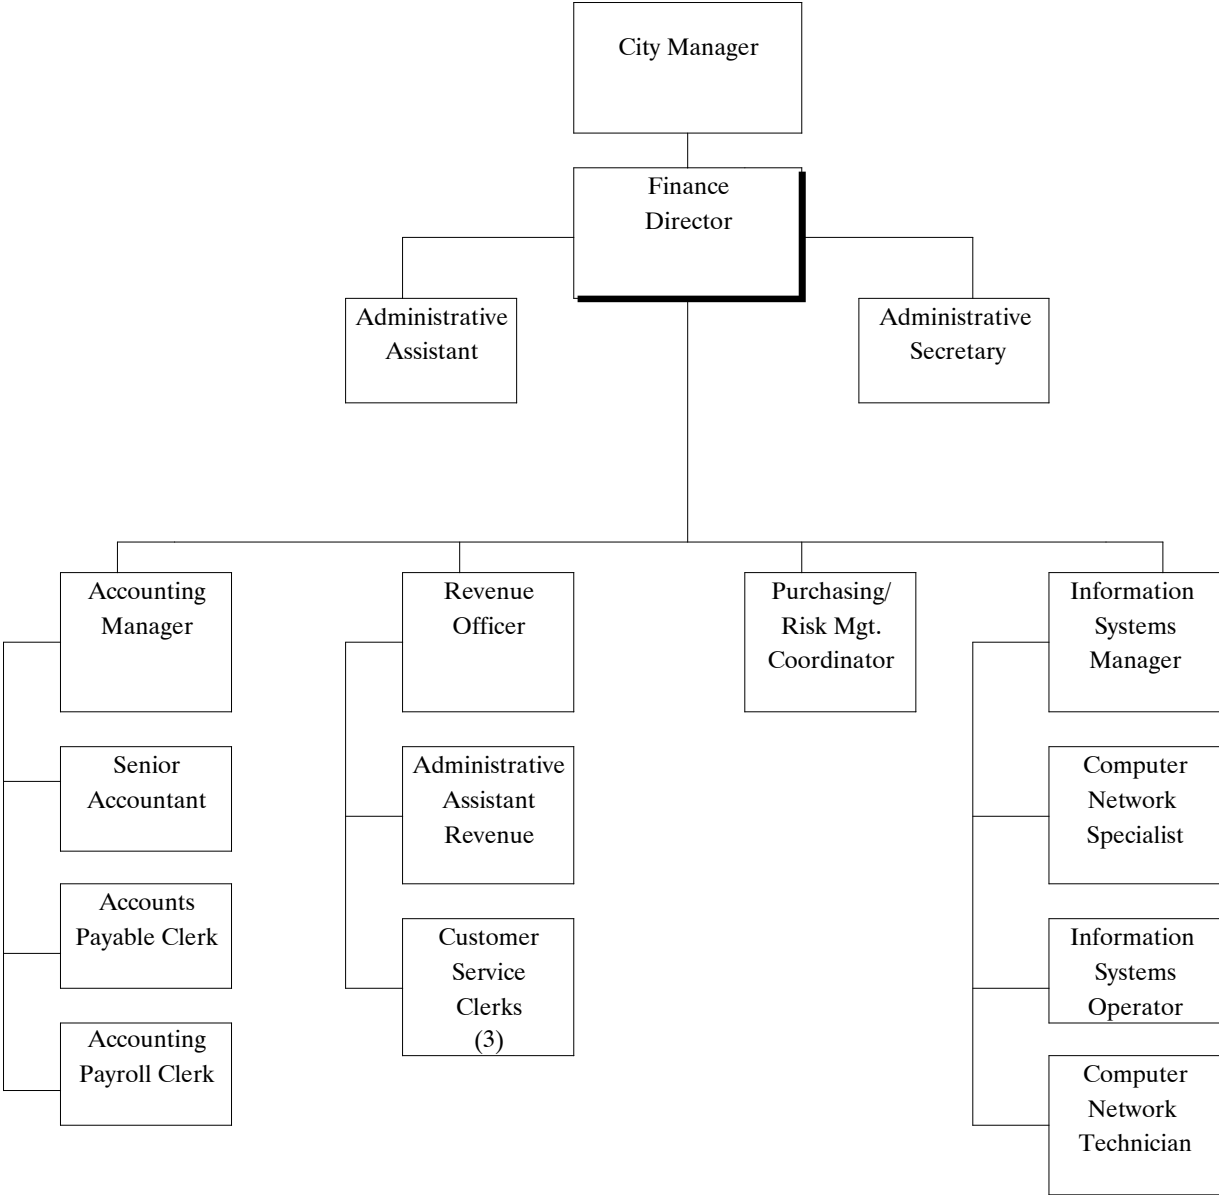 City Manager
Finance
Director
Administrative
Assistant
Administrative
Secretary
Accounting
Manager
Revenue
Officer
Purchasing/
Risk Mgt.
Coordinator
Information
Systems
Manager
Senior
Accountant
Administrative
Assistant
Revenue
Computer
Network
Specialist
Accounts
Payable Clerk
Customer
Service
Clerks
(3)
Information
Systems
Operator
Accounting
Payroll Clerk
Computer
Network
Technician